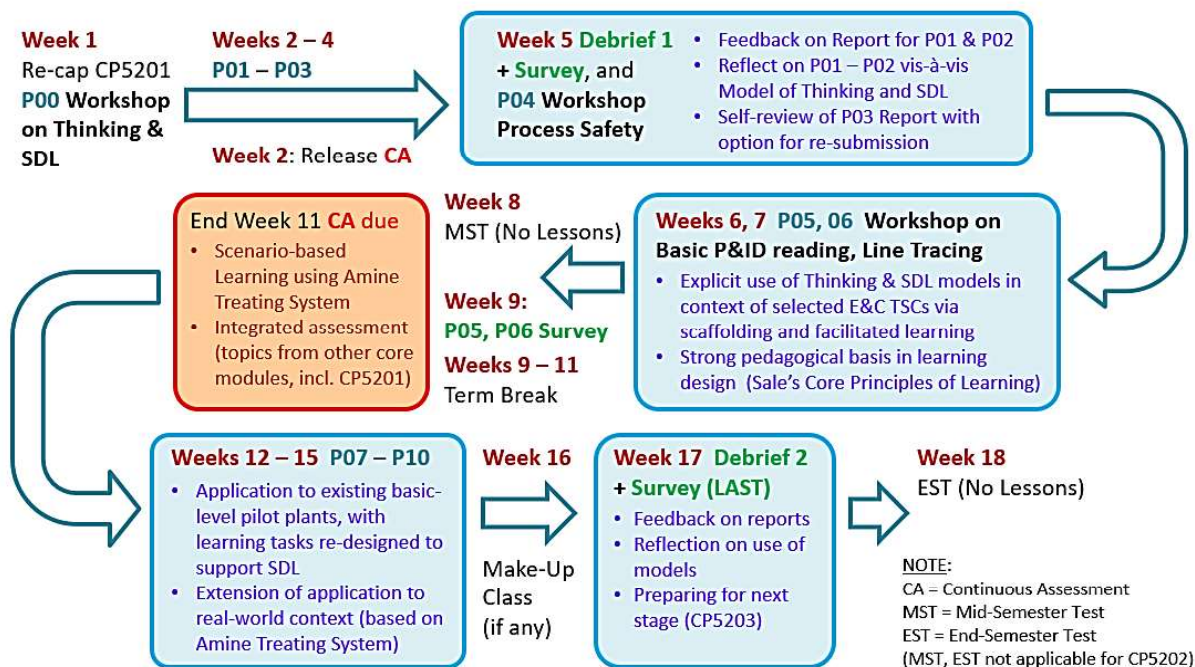 Week 1
Re-cap CP5201
P00 Workshop
on Thinking &
SDL
Weeks 2 – 4
P01 – P03
Week 2: Release CA
Week 5 Debrief 1
+ Survey, and
P04 Workshop
Process Safety
• Feedback on Report for P01 & P02
• Reflect on P01 – P02 vis-à-vis
Model of Thinking and SDL
• Self-review of P03 Report with
option for re-submission
Weeks 6, 7 P05, 06 Workshop on
Basic P&ID reading, Line Tracing
• Explicit use of Thinking & SDL models in
context of selected E&C TSCs via
scaffolding and facilitated learning
• Strong pedagogical basis in learning
design (Sale's Core Principles of Learning)
Week 8
MST (No Lessons)
Week 9:
P05, P06 Survey
Weeks 9 – 11
Term Break
End Week 11 CA due
• Scenario-based
Learning using Amine
Treating System
• Integrated assessment
(topics from other core
modules, incl. CP5201)
Weeks 12 – 15 P07 – P10
• Application to existing basic-
level pilot plants, with
learning tasks re-designed to
support SDL
• Extension of application to
real-world context (based on
Amine Treating System)
Week 16
Make-Up
Class
(if any)
Week 17 Debrief 2
+ Survey (LAST)
• Feedback on reports
• Reflection on use of
models
• Preparing for next
stage (CP5203)
Week 18
EST (No Lessons)
NOTE:
CA = Continuous Assessment
MST = Mid-Semester Test
EST = End-Semester Test
(MST, EST not applicable for CP5202)